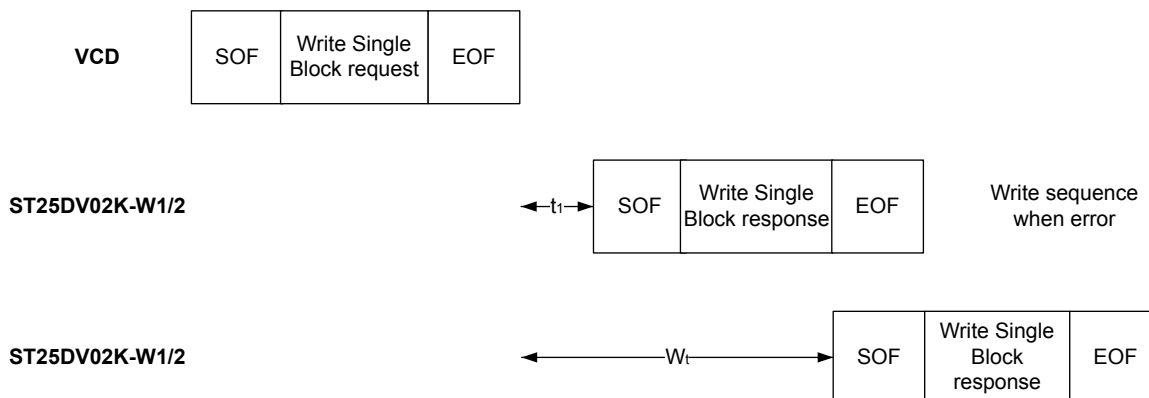 VCD
SOF
Write Single
Block request
EOF
ST25DV02K-W1/2
t1
SOF
Write Single
Block response
EOF
Write sequence
when error
ST25DV02K-W1/2
Wt
SOF
Write Single
Block
response
EOF